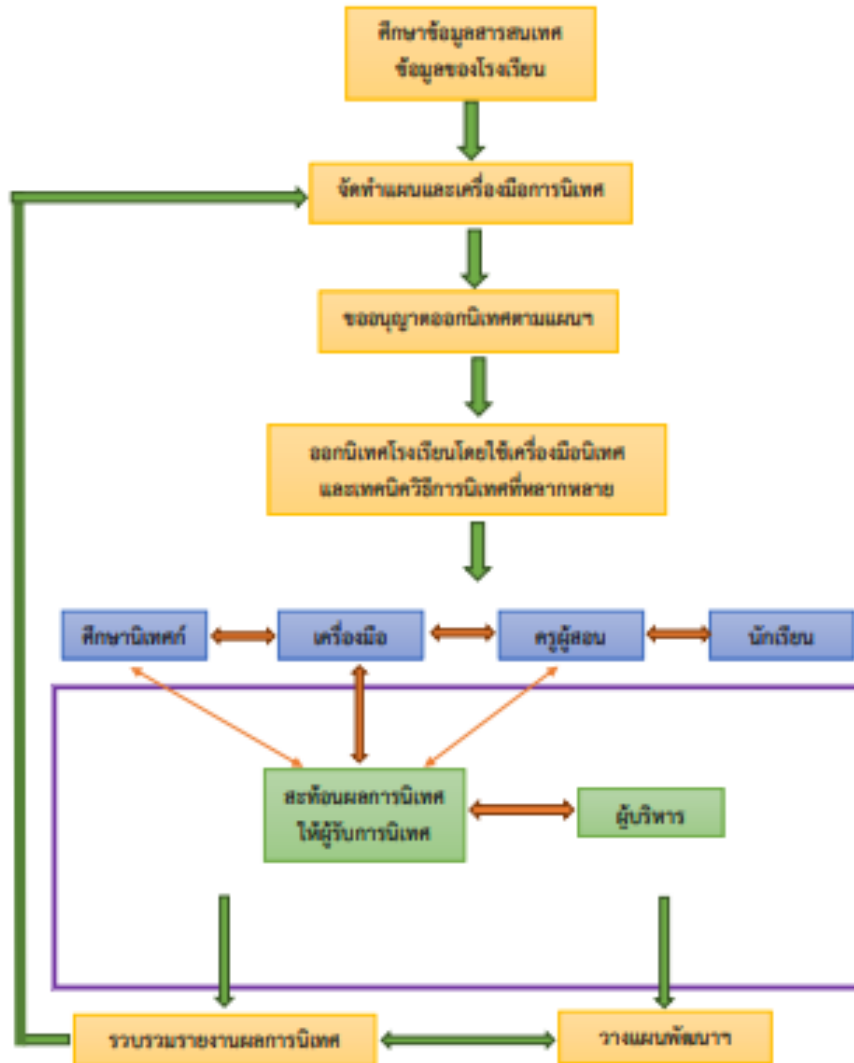 ศึกษาข้อมูลสารสนเทศ
ข้อมูลของโรงเรียน
จัดทำแผนและเครื่องมือการนิเทศ
ขออนุญาตออกนิเทศตามแผนฯ
ออกนิเทศโรงเรียนโดยใช้เครื่องมือนิเทศ
และเทคนิควิธีการนิเทศที่หลากหลาย
ศึกษานิเทศก์
เครื่องมือ
ครูผู้สอน
นักเรียน
สะท้อนผลการนิเทศ
ให้ผู้รับการนิเทศ
ผู้บริหาร
รวบรวมรายงานผลการนิเทศ
วางแผนพัฒนาฯ